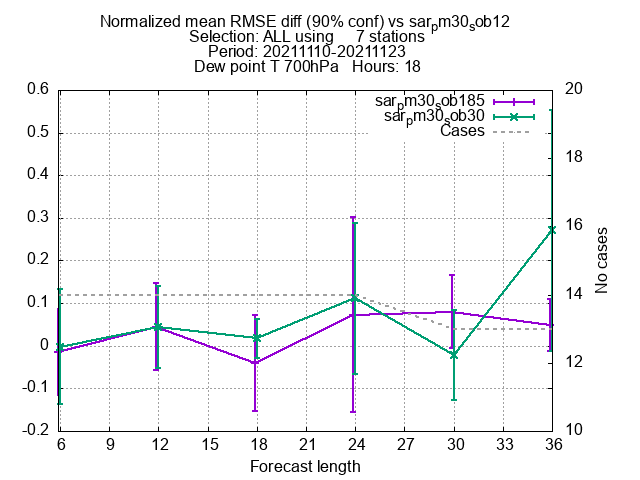 Normalized mean RMSE diff (90% conf) vs sarpm30sob12
Selection: ALL using 7 stations
Period: 20211110-20211123
Dew point T 700hPa Hours: 18
sarpm30sob185
sarpm30sob30
Cases
0.6
0.5
0.4
0.3
0.2
0.1
0
-0.1
-0.2
20
18
16
14
12
10
No cases
6 9 12 15 18 21 24 27 30 33 36
Forecast length